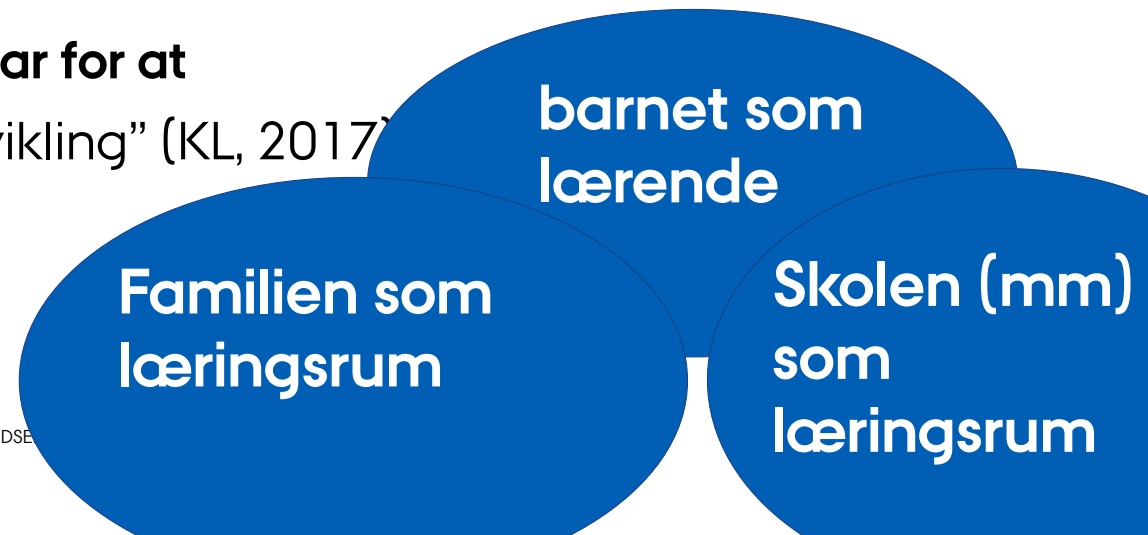 ar for at
vikling” (KL, 2017)
barnet som
lærende
Familien som
læringsrum
Skolen (mm)
som
læringsrum
DSE